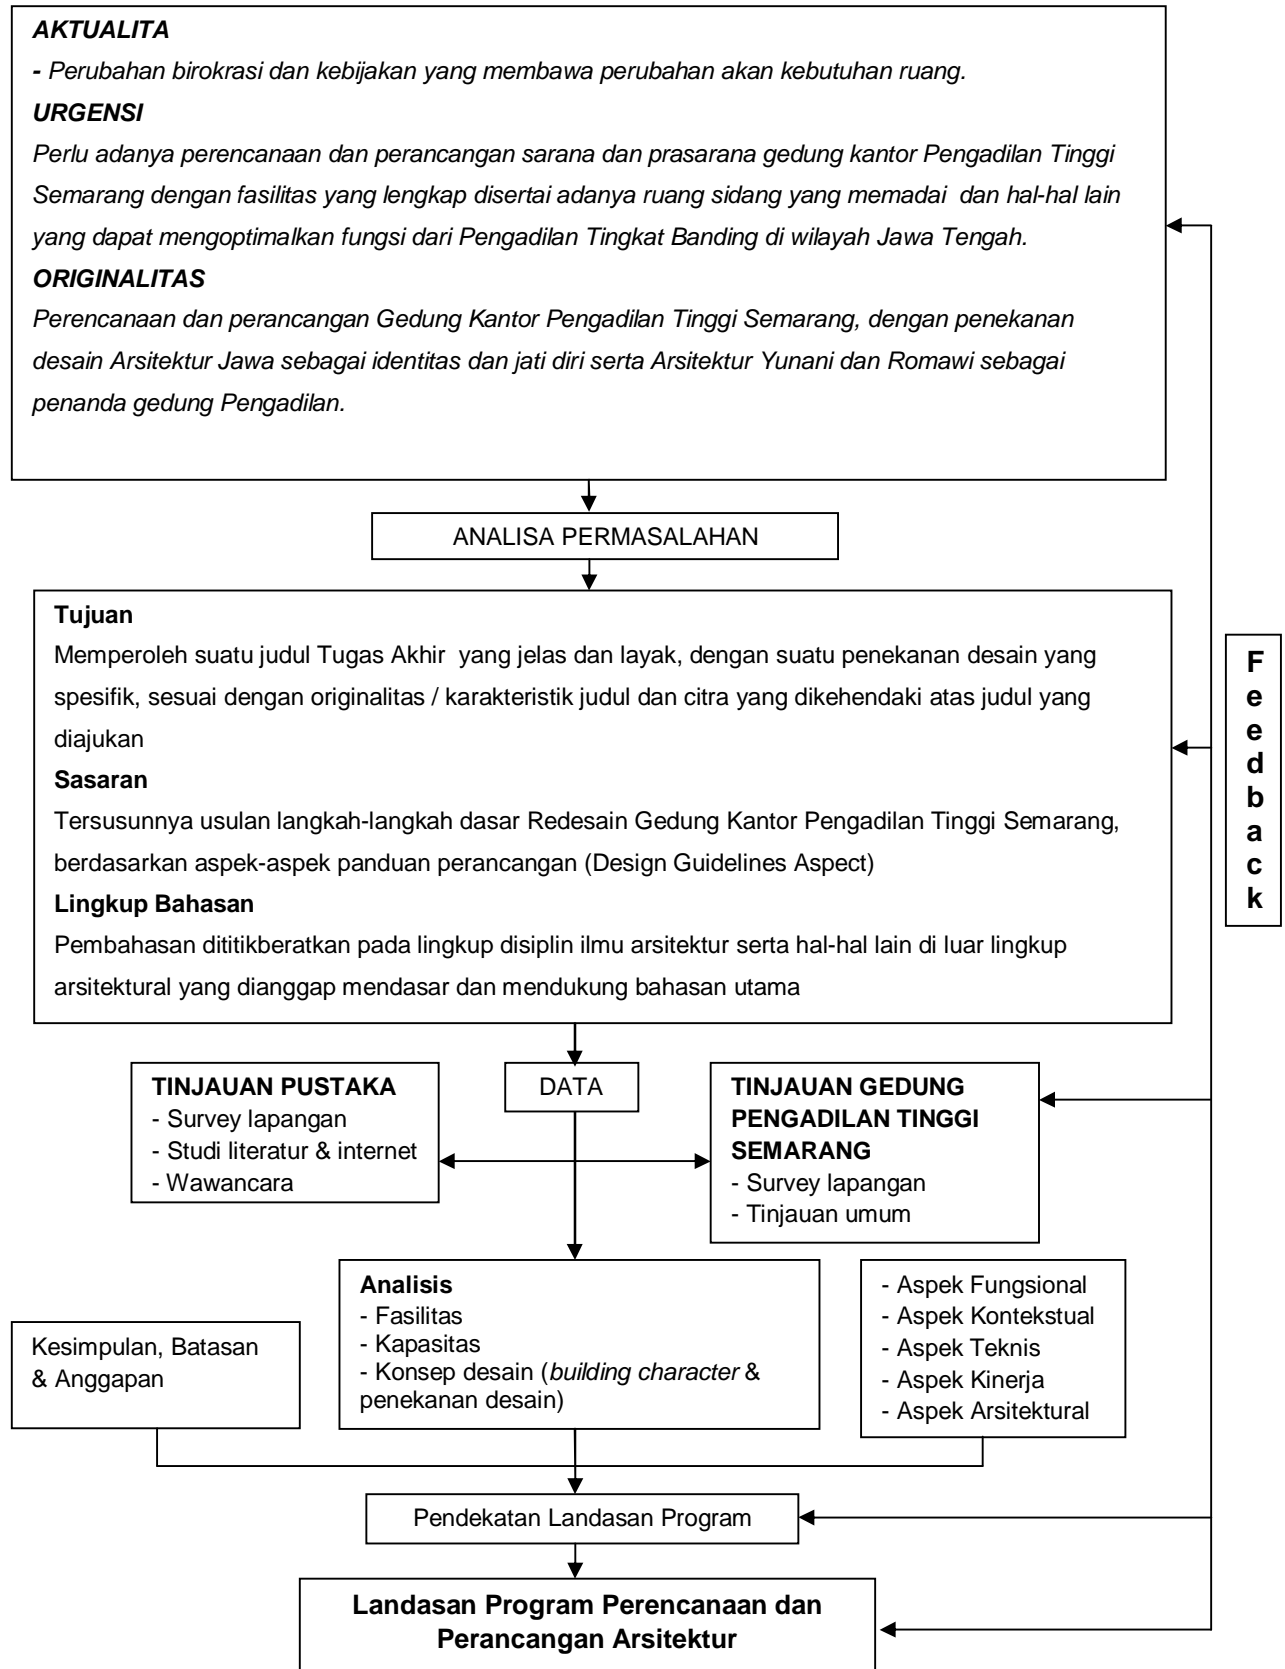 AKTUALITA
- Perubahan birokrasi dan kebijakan yang membawa perubahan akan kebutuhan ruang.
URGENSI
Perlu adanya perencanaan dan perancangan sarana dan prasarana gedung kantor Pengadilan Tinggi
Semarang dengan fasilitas yang lengkap disertai adanya ruang sidang yang memadai dan hal-hal lain
yang dapat mengoptimalkan fungsi dari Pengadilan Tingkat Banding di wilayah Jawa Tengah.
ORIGINALITAS
Perencanaan dan perancangan Gedung Kantor Pengadilan Tinggi Semarang, dengan penekanan
desain Arsitektur Jawa sebagai identitas dan jati diri serta Arsitektur Yunani dan Romawi sebagai
penanda gedung Pengadilan.
ANALISA PERMASALAHAN
Tujuan
Memperoleh suatu judul Tugas Akhir yang jelas dan layak, dengan suatu penekanan desain yang
spesifik, sesuai dengan originalitas / karakteristik judul dan citra yang dikehendaki atas judul yang
diajukan
Sasaran
Tersusunnya usulan langkah-langkah dasar Redesain Gedung Kantor Pengadilan Tinggi Semarang,
berdasarkan aspek-aspek panduan perancangan (Design Guidelines Aspect)
Lingkup Bahasan
Pembahasan dititikberatkan pada lingkup disiplin ilmu arsitektur serta hal-hal lain di luar lingkup
arsitektural yang dianggap mendasar dan mendukung bahasan utama
Feedback
TINJAUAN PUSTAKA
- Survey lapangan
- Studi literatur & internet
- Wawancara
DATA
TINJAUAN GEDUNG
PENGADILAN TINGGI
SEMARANG
- Survey lapangan
- Tinjauan umum
Kesimpulan, Batasan
& Anggapan
Analisis
- Fasilitas
- Kapasitas
- Konsep desain (building character &
penekanan desain)
- Aspek Fungsional
- Aspek Kontekstual
- Aspek Teknis
- Aspek Kinerja
- Aspek Arsitektural
Pendekatan Landasan Program
Landasan Program Perencanaan dan
Perancangan Arsitektur